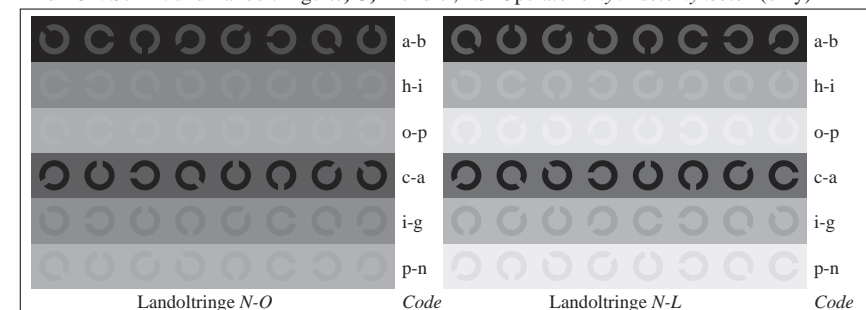 a-b a-b
h-i h-i
o-p o-p
c-a c-a
i-g i-g
p-n p-n
Landoltringe N-O Code Landoltringe N-L Code